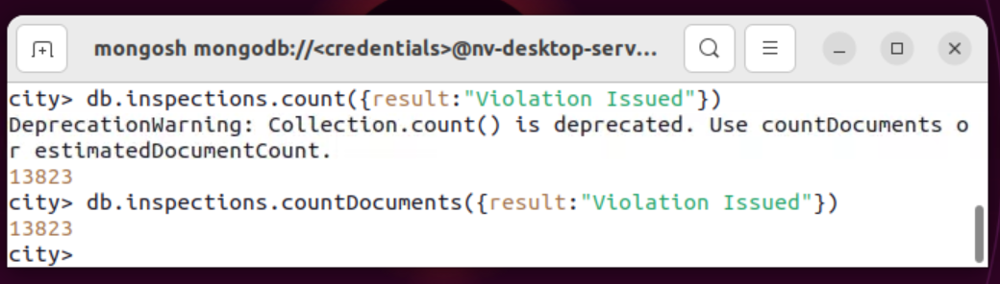 mongosh mongodb://<credentials>@nv-desktop-serv...
city> db.inspections.count({result:"Violation Issued"})
DeprecationWarning: Collection.count() is deprecated. Use countDocuments o
r estimatedDocumentCount.
13823
city> db.inspections.countDocuments({result:"Violation Issued"})
13823
city>